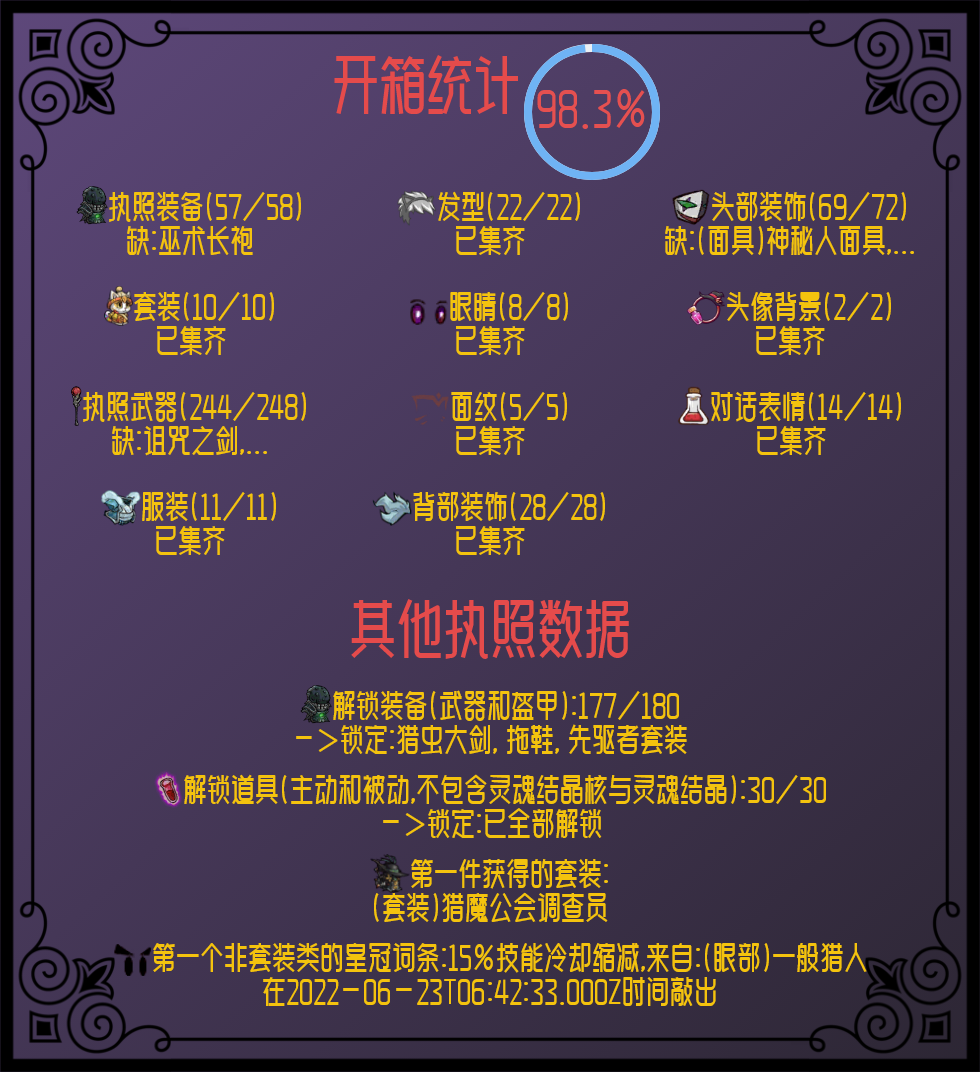 开箱统计 98.3%
执照装备(57/58) 发型(22/22) 头部装饰(69/72)
缺:巫术长袍 已集齐 缺:(面具)神秘人面具,...
套装(10/10) 眼睛(8/8) 头像背景(2/2)
已集齐 已集齐 已集齐
执照武器(244/248) 面纹(5/5) 对话表情(14/14)
缺:诅咒之剑,... 已集齐 已集齐
服装(11/11) 背部装饰(28/28)
已集齐 已集齐
其他执照数据
解锁装备(武器和盔甲):177/180
->锁定:猎虫大剑, 拖鞋, 先驱者套装
解锁道具(主动和被动,不包含灵魂结晶核与灵魂结晶):30/30
->锁定:已全部解锁
第一件获得的套装:
(套装)猎魔公会调查员
第一个非套装类的皇冠词条:15%技能冷却缩减,来自:(眼部)一般猎人
在2022-06-23T06:42:33.000Z时间敲出